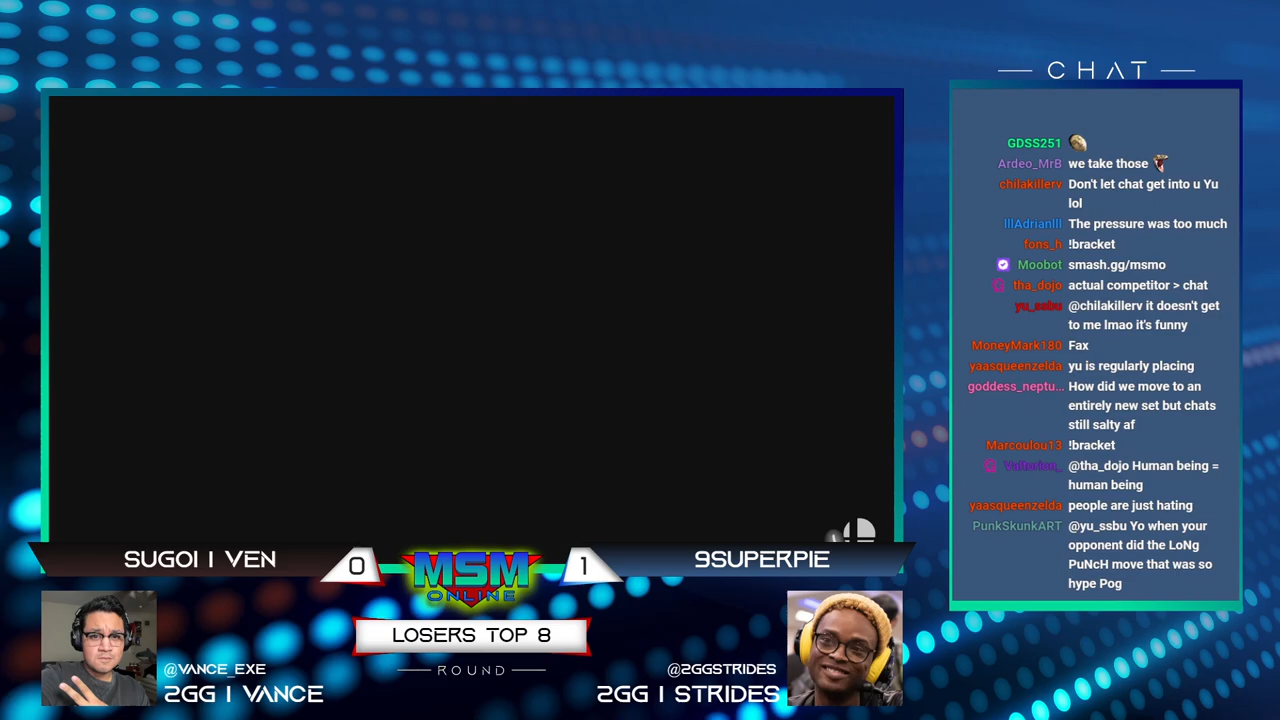 CHAT
GDSS251
Ardeo_MrB we take those
chilakillerv Don't let chat get into u Yu
lol
lllAdrianlll The pressure was too much
fons_h !bracket
Moobot smash.gg/msmo
tha_dojo actual competitor > chat
yu_ssbu @chilakillerv it doesn't get
to me lmao it's funny
MoneyMark180 Fax
yaasqueenzelda yu is regularly placing
goddess_neptu... How did we move to an
entirely new set but chats
still salty af
Marcoulou13 !bracket
@tha_dojo Human being =
human being
yaasqueenzelda people are just hating
PunkSkunkART @yu_ssbu Yo when your
opponent did the LoNg
PuNcH move that was so
hype Pog
SUGOI | VEN 0 MSM ONLINE 1 9SUPERPIE
LOSERS TOP 8
ROUND
@VANCE_EXE
2GG | VANCE
@2GGSTRIDES
2GG | STRIDES